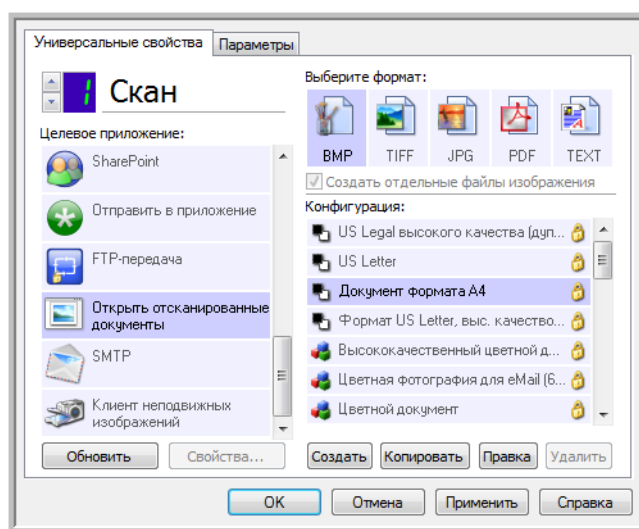 Универсальные свойства
Параметры
1
Скан
Целевое приложение:
SharePoint
Отправить в приложение
FTP-передача
Открыть отсканированные
документы
SMTP
Клиент неподвижных
изображений
Обновить
Свойства...
Выберите формат:
BMP
TIFF
JPG
PDF
TEXT
Создать отдельные файлы изображения
Конфигурация:
US Legal высокого качества (дуп...
US Letter
Документ формата A4
Формат US Letter, выс. качество...
Высококачественный цветной д...
Цветная фотография для eMail (6...
Цветной документ
Создать
Копировать
Правка
Удалить
OK
Отмена
Применить
Справка